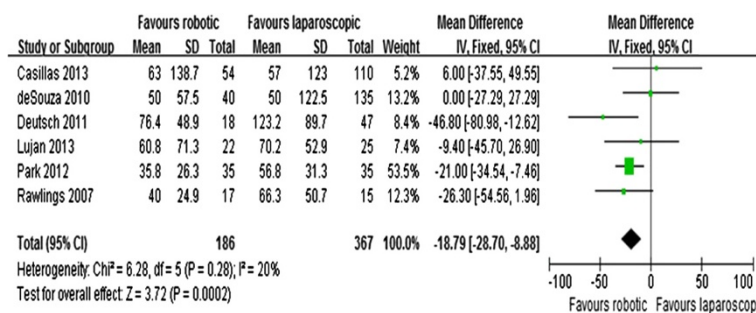 Favours robotic Favours laparoscopic Mean Difference Mean Difference
Study or Subgroup Mean SD Total Mean SD Total Weight IV, Fixed, 95% CI IV, Fixed, 95% CI
Casillas 2013 63 138.7 54 57 123 110 5.2% 6.00 [-37.55, 49.55]
deSouza 2010 50 57.5 40 50 122.5 135 13.2% 0.00 [-27.29, 27.29]
Deutsch 2011 76.4 48.9 18 123.2 89.7 47 8.4% -46.80 [-80.98, -12.62]
Lujan 2013 60.8 71.3 22 70.2 52.9 25 7.4% -9.40 [-45.70, 26.90]
Park 2012 35.8 26.3 35 56.8 31.3 35 53.5% -21.00 [-34.54, -7.46]
Rawlings 2007 40 24.9 17 66.3 50.7 15 12.3% -26.30 [-54.56, 1.96]
Total (95% CI) 186 367 100.0% -18.79 [-28.70, -8.88]
Heterogeneity: Chi² = 6.28, df = 5 (P = 0.28); I² = 20%
Test for overall effect: Z = 3.72 (P = 0.0002)
-100 -50 0 50 100
Favours robotic Favours laparoscop